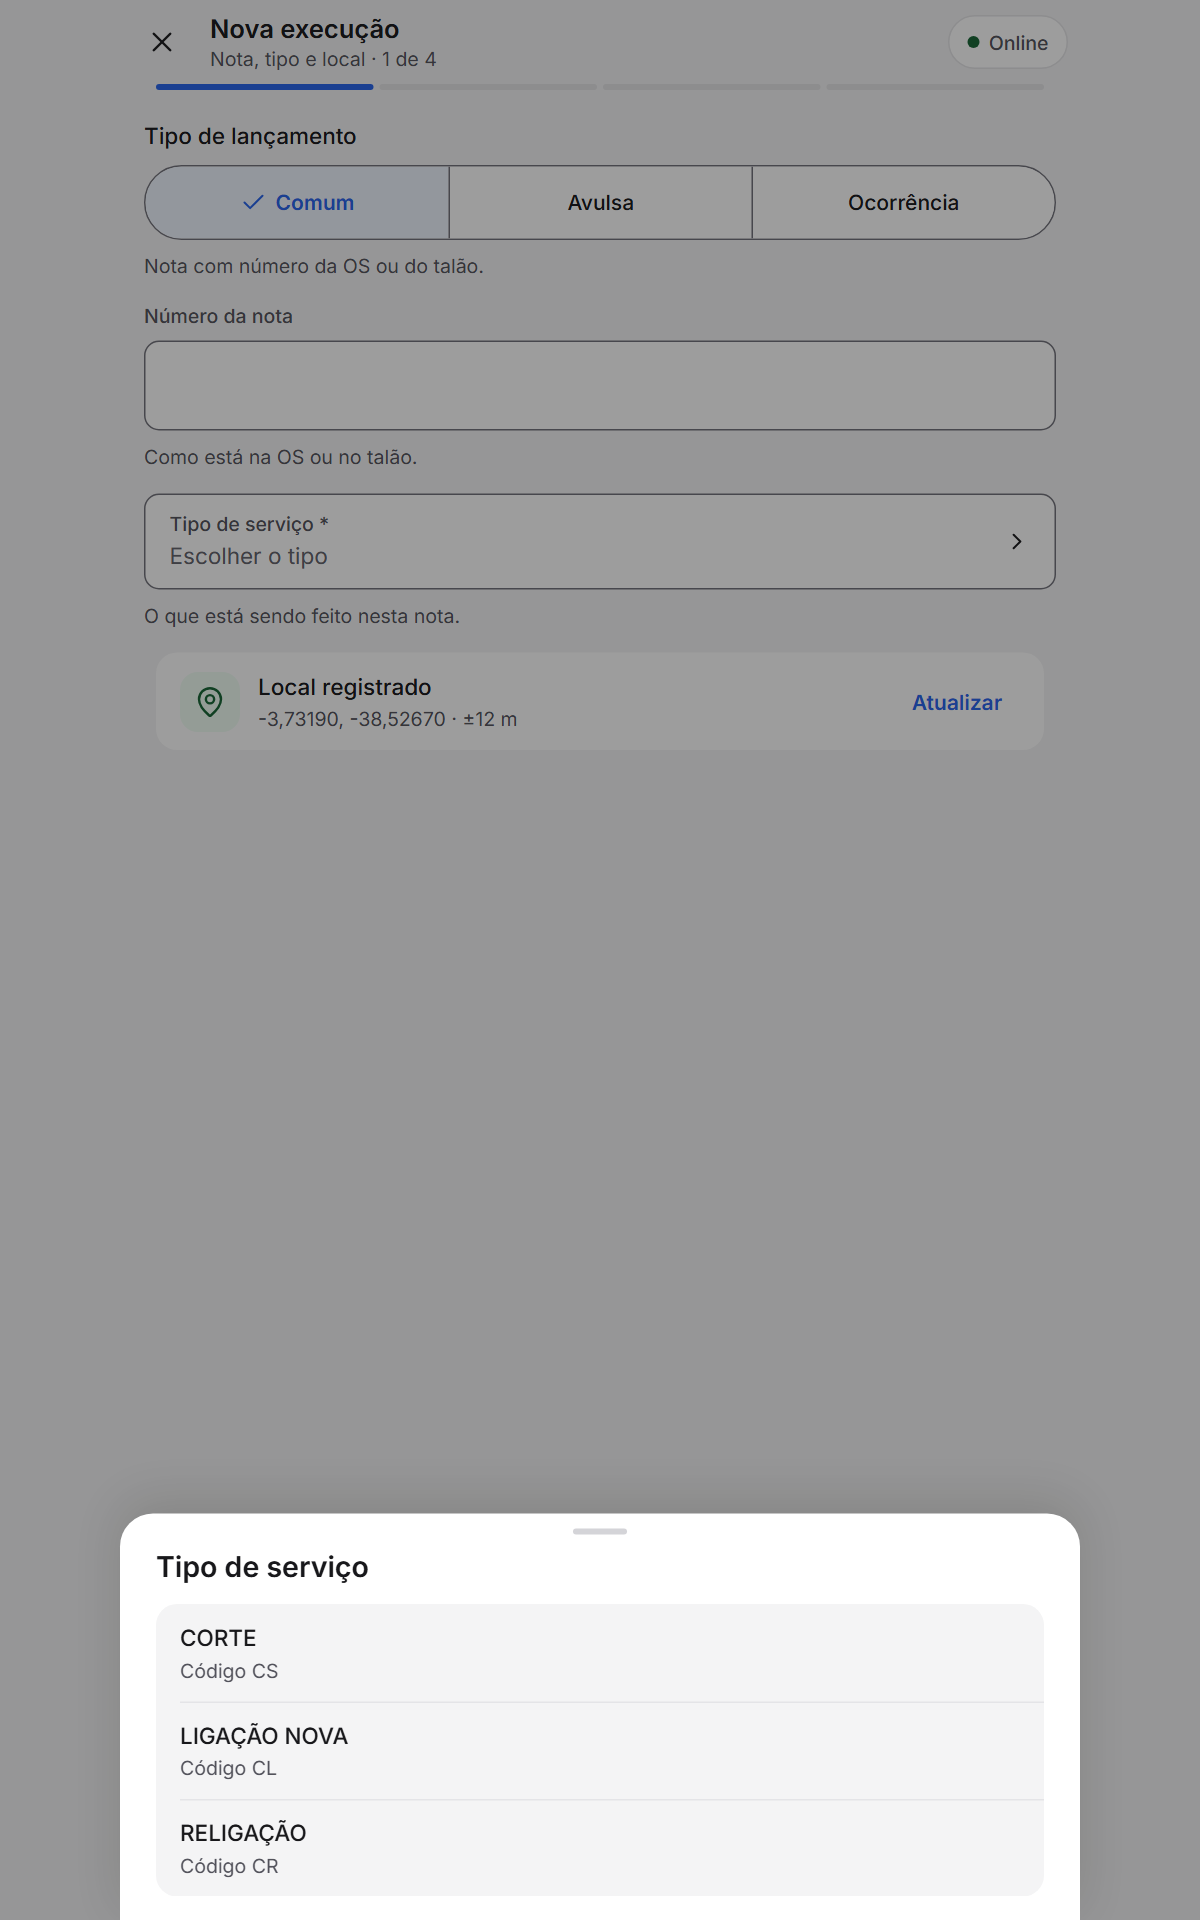 Nova execução
Nota, tipo e local · 1 de 4
Online
Tipo de lançamento
Comum
Avulsa
Ocorrência
Nota com número da OS ou do talão.
Número da nota
Como está na OS ou no talão.
Tipo de serviço *
Escolher o tipo
O que está sendo feito nesta nota.
Local registrado
-3,73190, -38,52670 · ±12 m
Atualizar
Tipo de serviço
CORTE
Código CS
LIGAÇÃO NOVA
Código CL
RELIGAÇÃO
Código CR